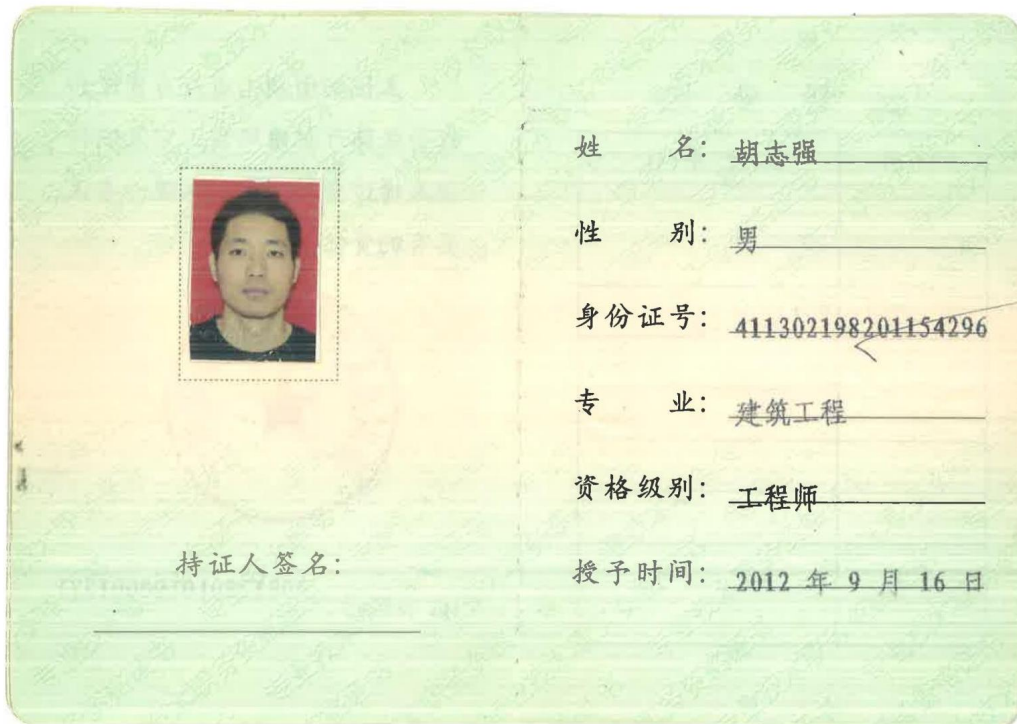 姓 名: 胡志强
性 别: 男
身份证号: 411302198201154296
专 业: 建筑工程
资格级别: 工程师
持证人签名:
授予时间: 2012 年 9 月 16 日